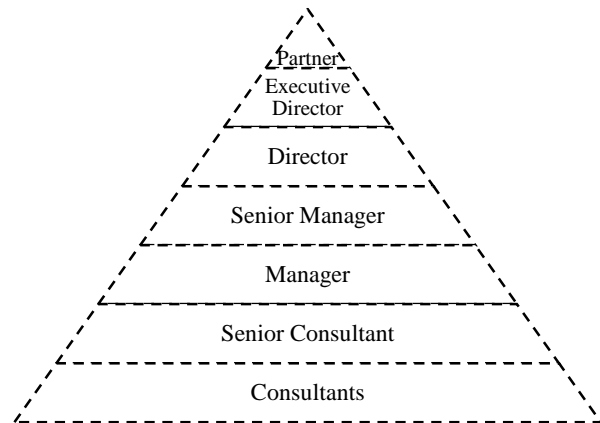 Partner
Executive
Director
Director
Senior Manager
Manager
Senior Consultant
Consultants